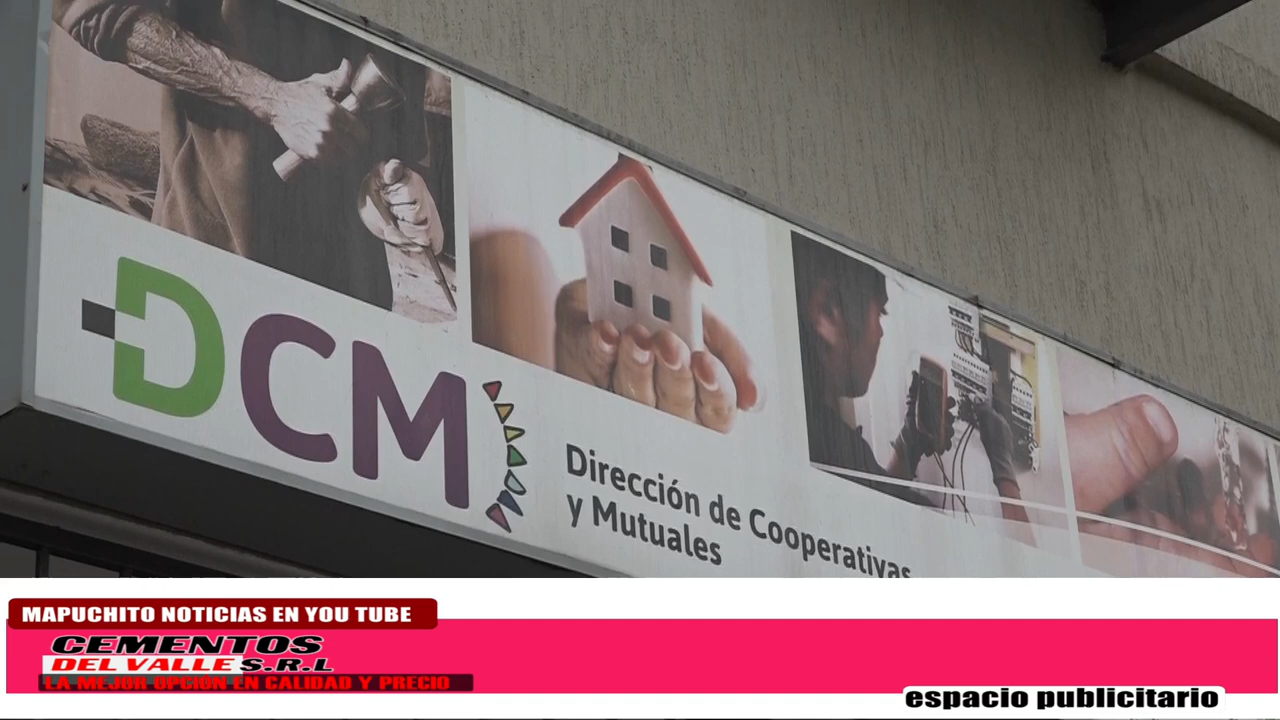 DCM
Dirección de Cooperativas
y Mutuales
MAPUCHITO NOTICIAS EN YOU TUBE
CEMENTOS
DEL VALLE S.R.L
LA MEJOR OPCIÓN EN CALIDAD Y PRECIO
espacio publicitario